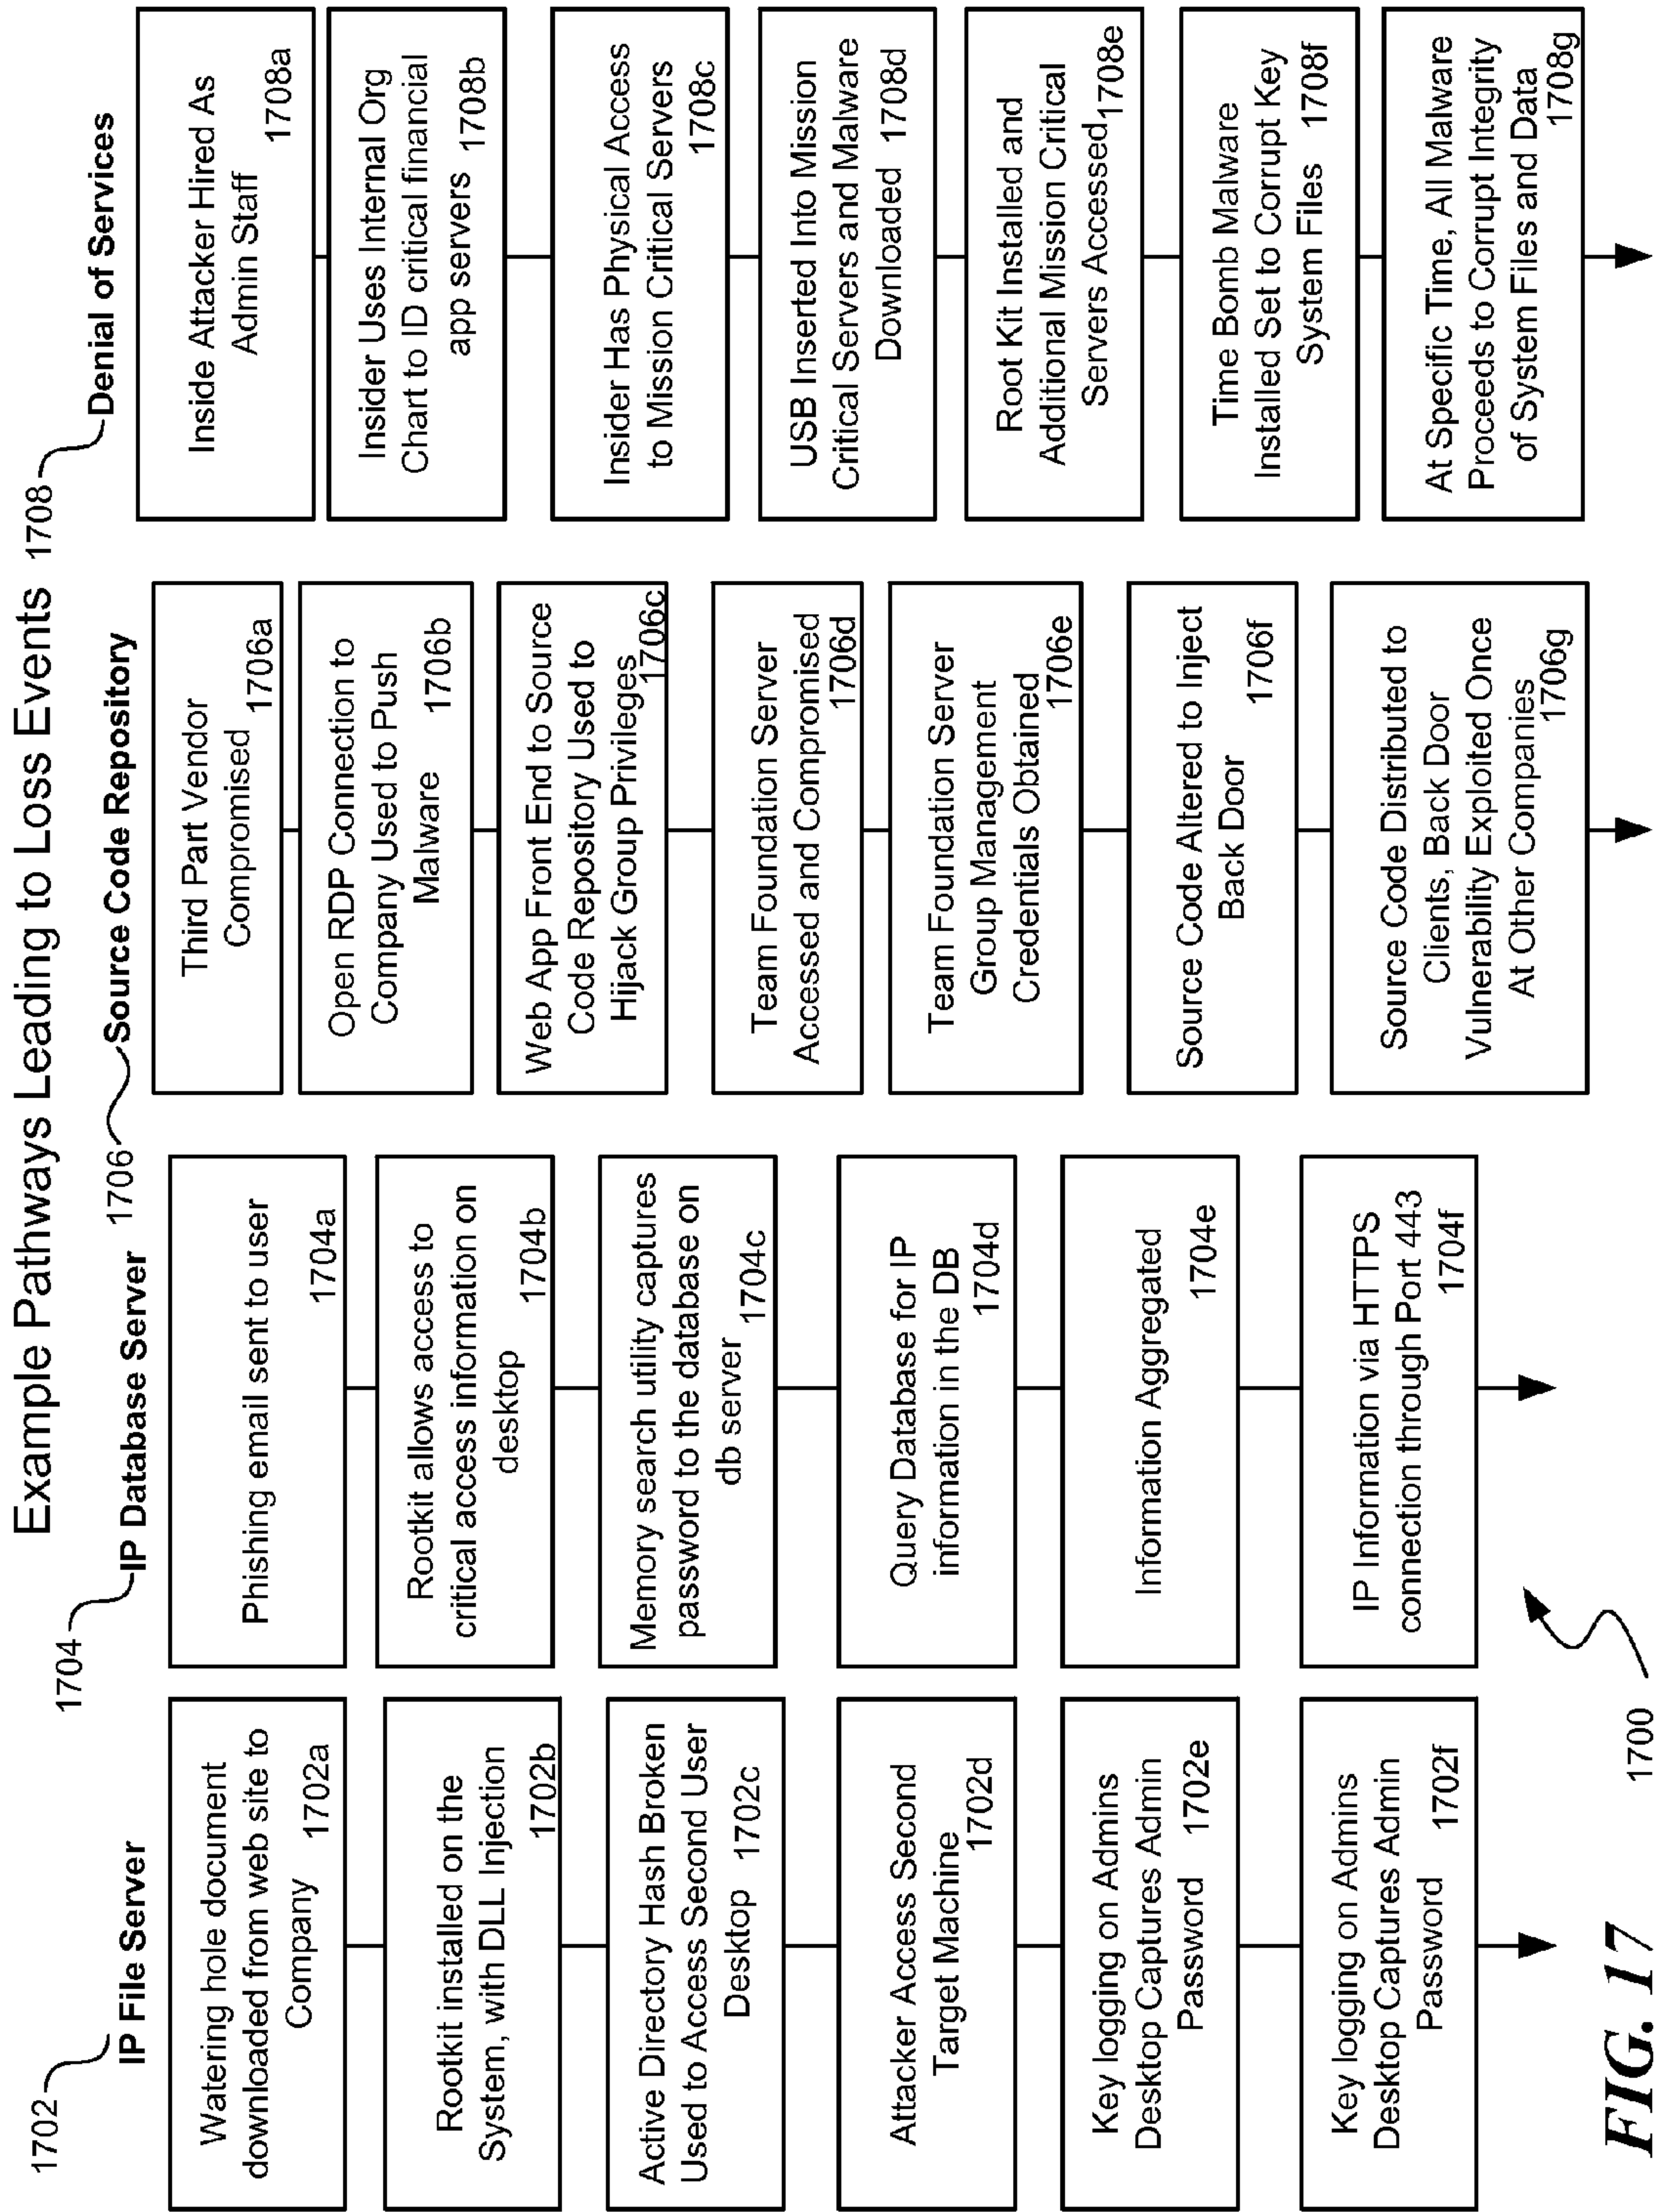 Example Pathways Leading to Loss Events
1702
IP File Server
Watering hole document
downloaded from web site to
Company 1702a
Rootkit installed on the
System, with DLL Injection
1702b
Active Directory Hash Broken
Used to Access Second User
Desktop 1702c
Attacker Access Second
Target Machine
1702d
Key logging on Admins
Desktop Captures Admin
Password 1702e
Key logging on Admins
Desktop Captures Admin
Password 1702f
1704
IP Database Server
Phishing email sent to user
1704a
Rootkit allows access to
critical access information on
desktop 1704b
Memory search utility captures
password to the database on
db server 1704c
Query Database for IP
information in the DB
1704d
Information Aggregated
1704e
IP Information via HTTPS
connection through Port 443
1704f
1706
Source Code Repository
Third Part Vendor
Compromised 1706a
Open RDP Connection to
Company Used to Push
Malware 1706b
Web App Front End to Source
Code Repository Used to
Hijack Group Privileges
1706c
Team Foundation Server
Accessed and Compromised
1706d
Team Foundation Server
Group Management
Credentials Obtained
1706e
Source Code Altered to Inject
Back Door 1706f
Source Code Distributed to
Clients, Back Door
Vulnerability Exploited Once
At Other Companies
1706g
1708
Denial of Services
Inside Attacker Hired As
Admin Staff
1708a
Insider Uses Internal Org
Chart to ID critical financial
app servers 1708b
Insider Has Physical Access
to Mission Critical Servers
1708c
USB Inserted Into Mission
Critical Servers and Malware
Downloaded 1708d
Root Kit Installed and
Additional Mission Critical
Servers Accessed 1708e
Time Bomb Malware
Installed Set to Corrupt Key
System Files 1708f
At Specific Time, All Malware
Proceeds to Corrupt Integrity
of System Files and Data
1708g
1700
FIG. 17